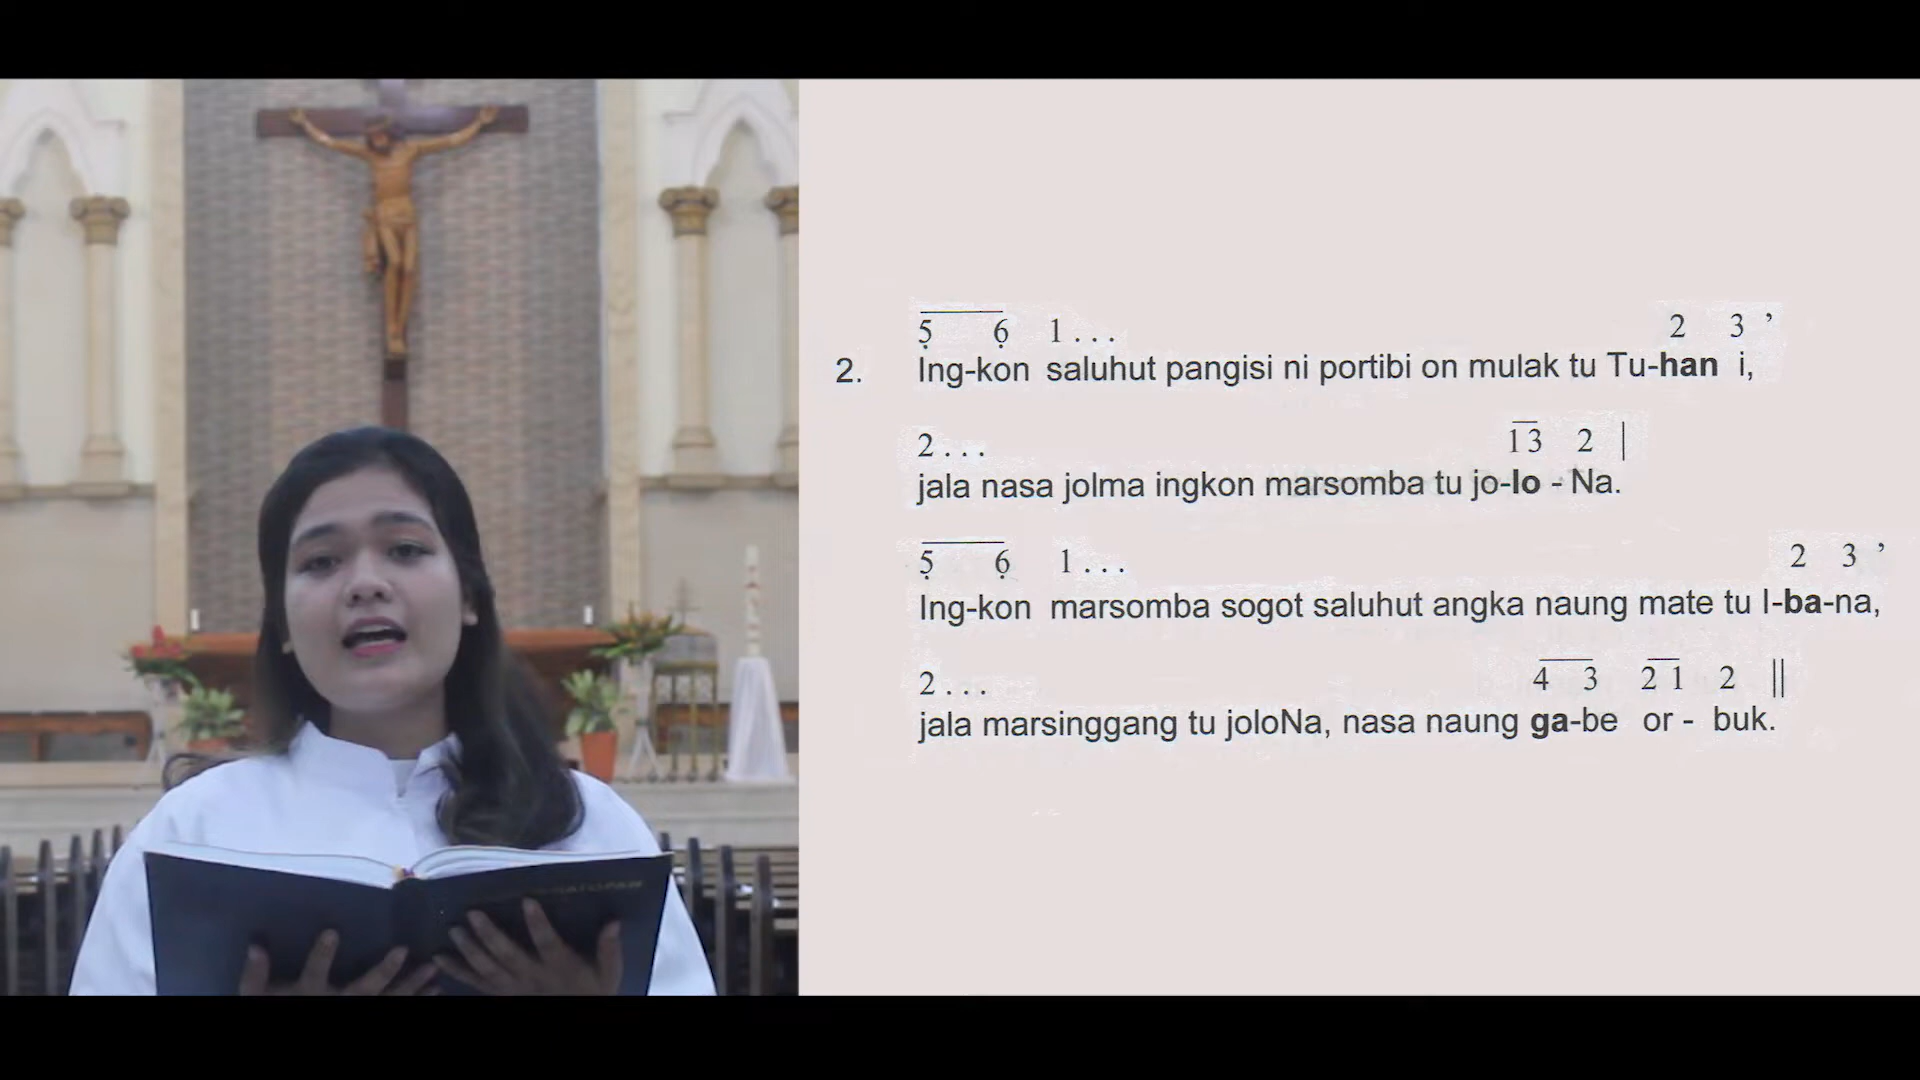 5̣ 6̣ 1 . . . 2 3 ’
2. Ing-kon saluhut pangisi ni portibi on mulak tu Tu-han i,
2 . . . 13 2 |
jala nasa jolma ingkon marsomba tu jo-lo - Na.
5̣ 6̣ 1 . . . 2 3 ’
Ing-kon marsomba sogot saluhut angka naung mate tu I-ba-na,
2 . . . 4 3 2 1 2 ||
jala marsinggang tu joloNa, nasa naung ga-be or - buk.